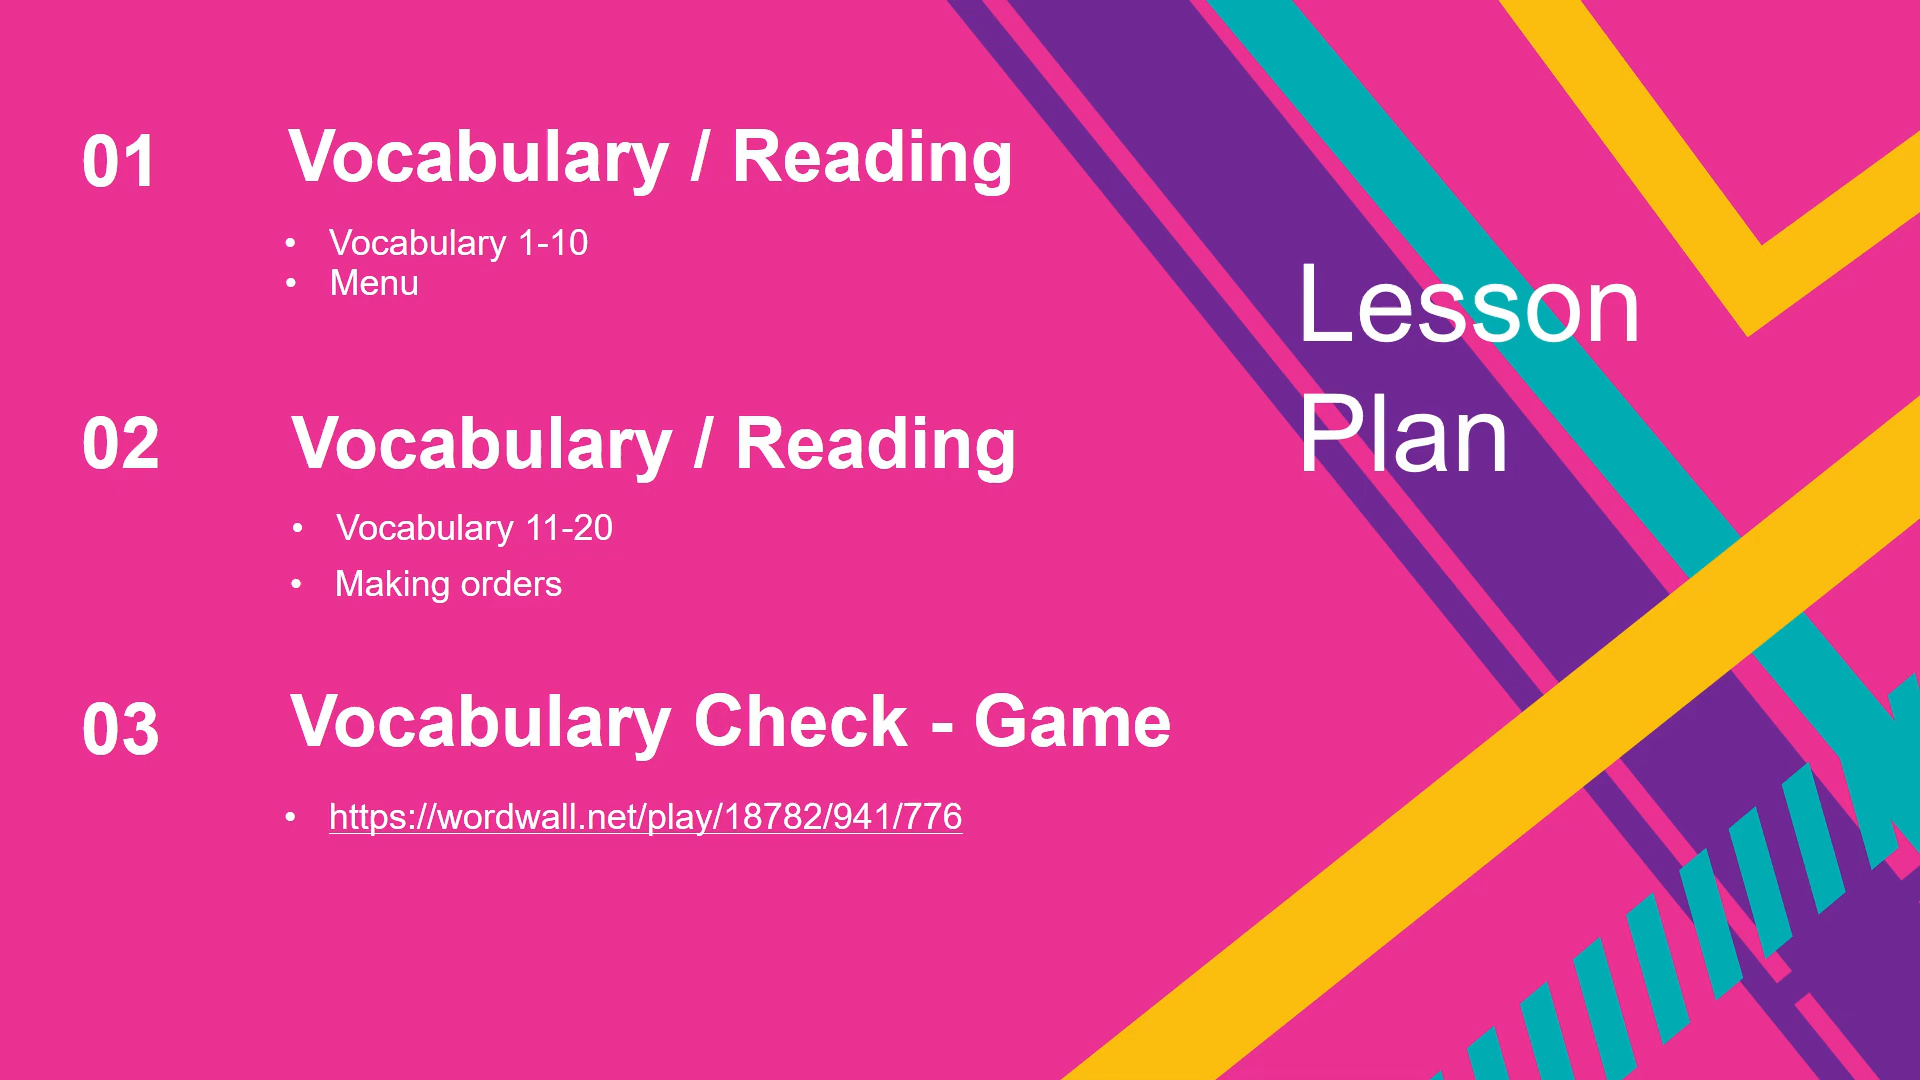 01 Vocabulary / Reading
• Vocabulary 1-10
• Menu
02 Vocabulary / Reading
• Vocabulary 11-20
• Making orders
03 Vocabulary Check - Game
• https://wordwall.net/play/18782/941/776
Lesson
Plan